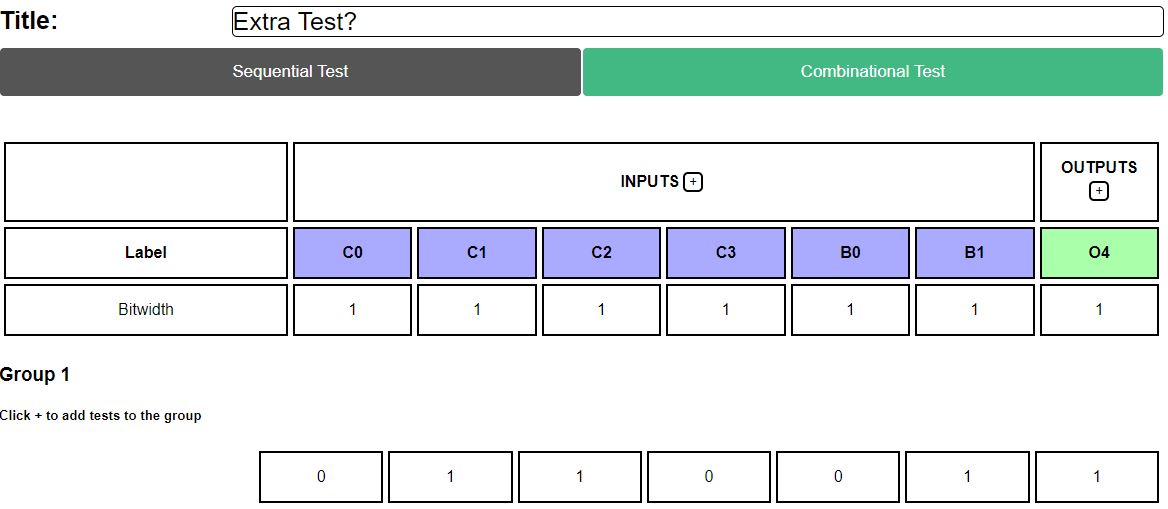 Title: Extra Test?
Sequential Test Combinational Test
INPUTS + OUTPUTS +
Label C0 C1 C2 C3 B0 B1 O4
Bitwidth 1 1 1 1 1 1 1
Group 1
Click + to add tests to the group
0 1 1 0 0 1 1